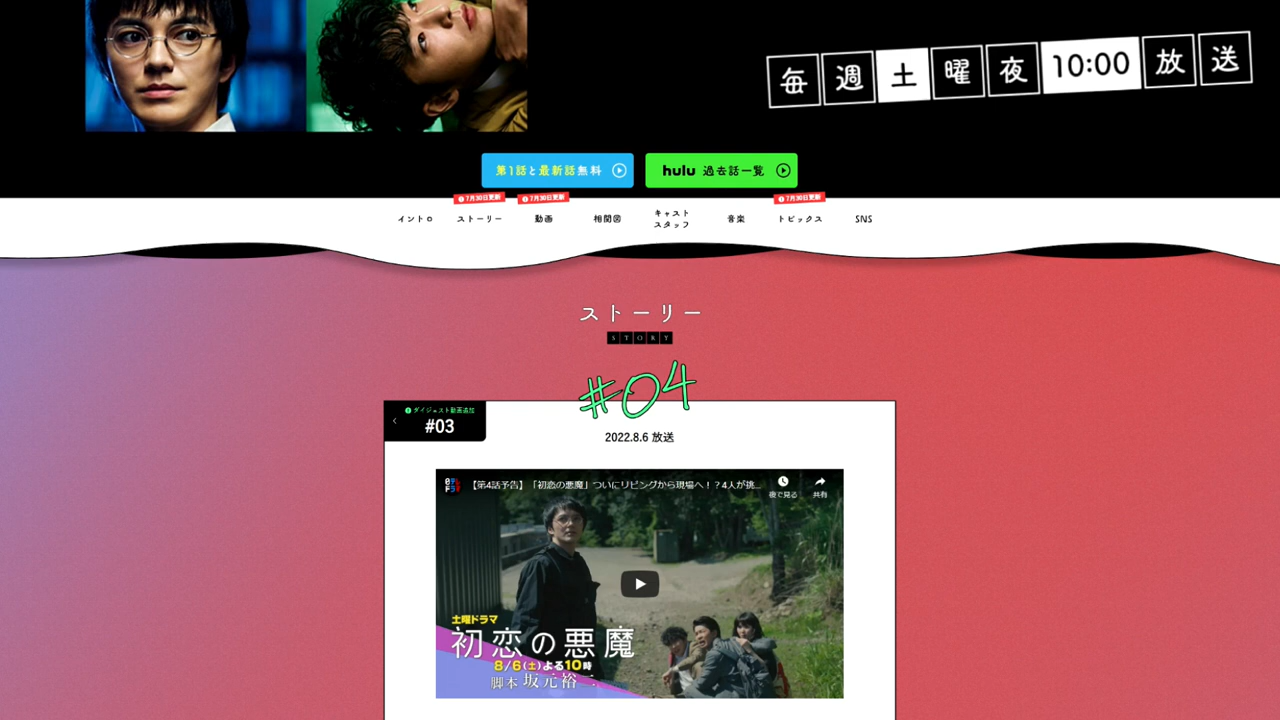 毎週土曜夜10:00放送
第1話と最新話無料
hulu 過去話一覧
7月30日更新
7月30日更新
7月30日更新
イントロ
ストーリー
動画
相関図
キャスト
スタッフ
音楽
トピックス
SNS
ストーリー
STORY
#04
ダイジェスト動画追加
#03
2022.8.6 放送
【第4話予告】「初恋の悪魔」ついにリビングから現場へ!?4人が挑...
後で見る
共有
土曜ドラマ
初恋の悪魔
8/6(土)よる10時
脚本 坂元裕二